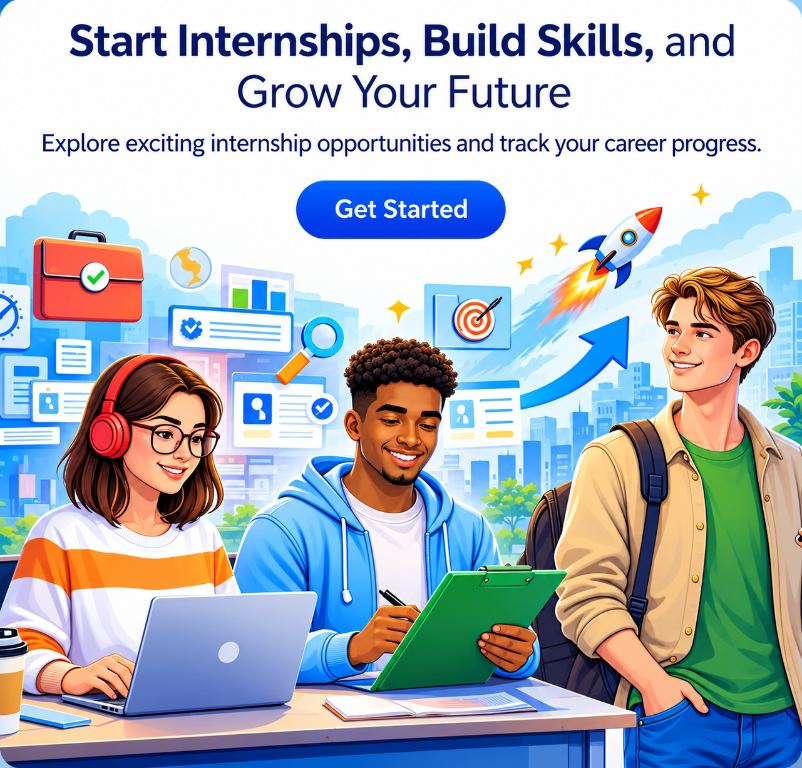 Start Internships, Build Skills, and
Grow Your Future
Explore exciting internship opportunities and track your career progress.
Get Started